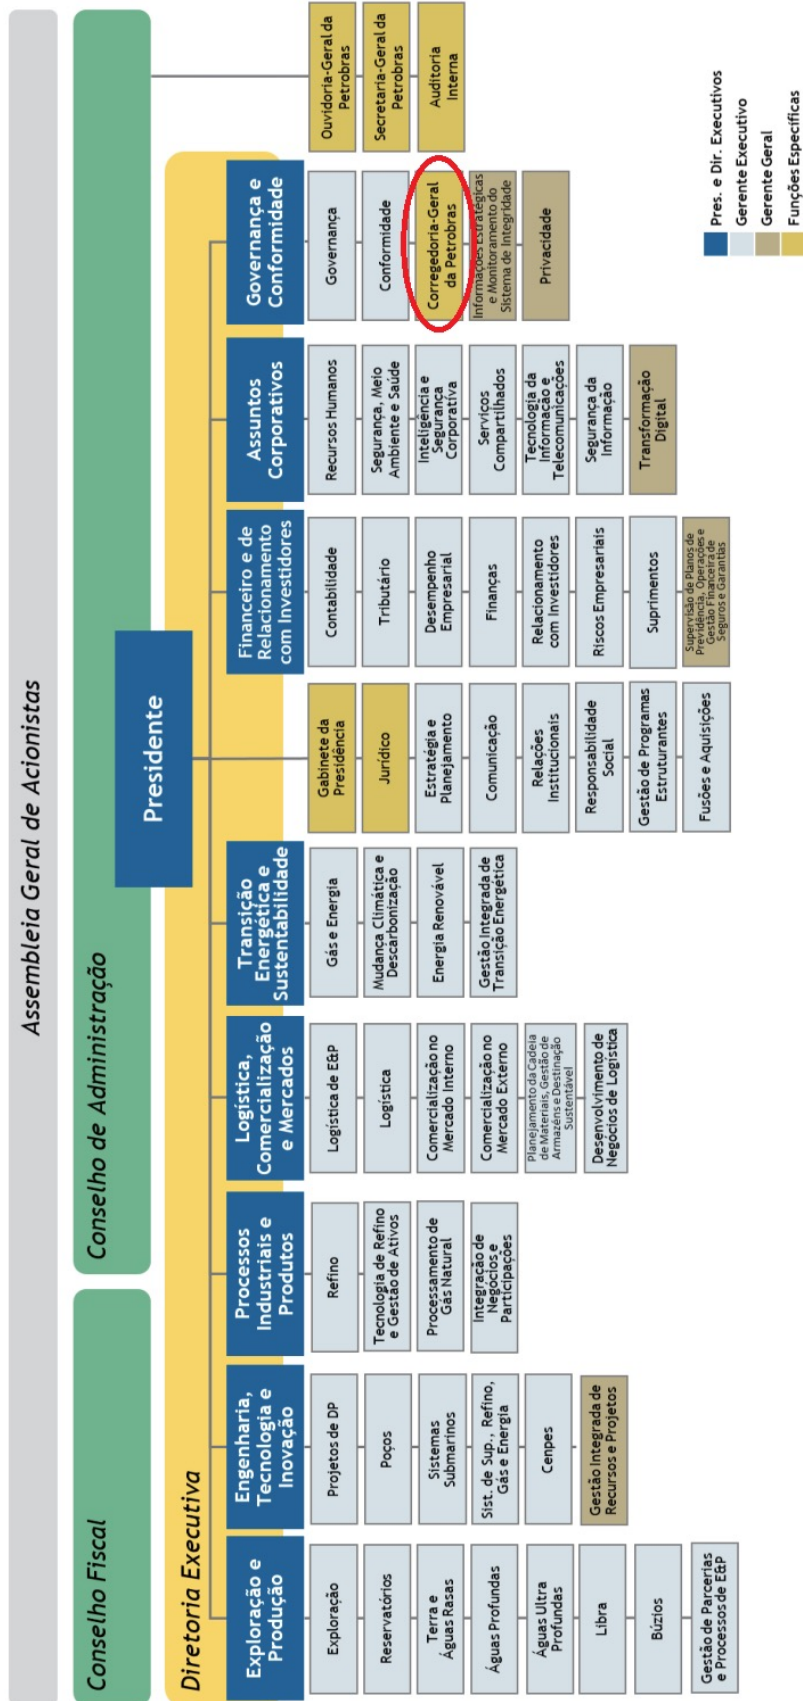 Assembleia Geral de Acionistas
Conselho Fiscal
Conselho de Administração
Diretoria Executiva
Presidente
Exploração e
Produção
Exploração
Reservatórios
Terra e
Águas Rasas
Águas Profundas
Águas Ultra
Profundas
Libra
Búzios
Gestão de Parcerias
e Processos de E&P
Engenharia,
Tecnologia e
Inovação
Projetos de DP
Poços
Sistemas
Submarinos
Sist. de Sup., Refino,
Gás e Energia
Cenpes
Gestão Integrada de
Recursos e Projetos
Processos
Industriais e
Produtos
Refino
Tecnologia de Refino
e Gestão de Ativos
Processamento de
Gás Natural
Integração de
Negócios e
Participações
Logística,
Comercialização
e Mercados
Logística de E&P
Logística
Comercialização no
Mercado Interno
Comercialização no
Mercado Externo
Planejamento da Cadeia
de Materiais, Gestão de
Armazéns e Destinação
Sustentável
Desenvolvimento de
Negócios de Logística
Transição
Energética e
Sustentabilidade
Gás e Energia
Mudança Climática e
Descarbonização
Energia Renovável
Gestão Integrada de
Transição Energética
Gabinete da
Presidência
Jurídico
Estratégia e
Planejamento
Comunicação
Relações
Institucionais
Responsabilidade
Social
Gestão de Programas
Estruturantes
Fusões e Aquisições
Financeiro e de
Relacionamento
com Investidores
Contabilidade
Tributário
Desempenho
Empresarial
Finanças
Relacionamento
com Investidores
Riscos Empresariais
Suprimentos
Supervisão de Planos de
Previdência, Operações e
Gestão Financeira de
Seguros e Garantias
Assuntos
Corporativos
Recursos Humanos
Segurança, Meio
Ambiente e Saúde
Inteligência e
Segurança
Corporativa
Serviços
Compartilhados
Tecnologia da
Informação e
Telecomunicações
Segurança da
Informação
Transformação
Digital
Governança e
Conformidade
Governança
Conformidade
Corregedoria-Geral
da Petrobras
Informações Estratégicas
e Monitoramento do
Sistema de Integridade
Privacidade
Ouvidoria-Geral da
Petrobras
Secretaria-Geral da
Petrobras
Auditoria
Interna
Pres. e Dir. Executivos
Gerente Executivo
Gerente Geral
Funções Específicas